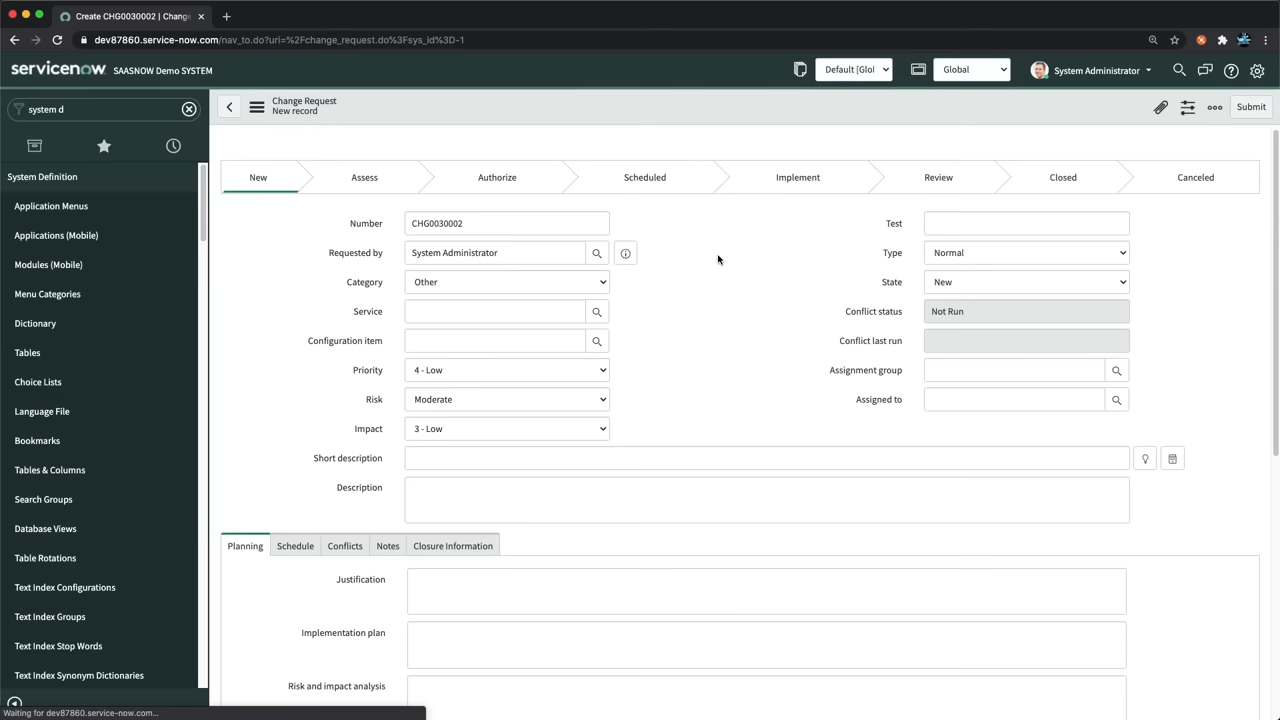 Create CHG0030002 | Change
dev87860.service-now.com/nav_to.do?uri=%2Fchange_request.do%3Fsys_id%3D-1
servicenow SAASNOW Demo SYSTEM
Default [Glol
Global
System Administrator
system d
Change Request
New record
Submit
System Definition
Application Menus
Applications (Mobile)
Modules (Mobile)
Menu Categories
Dictionary
Tables
Choice Lists
Language File
Bookmarks
Tables & Columns
Search Groups
Database Views
Table Rotations
Text Index Configurations
Text Index Groups
Text Index Stop Words
Text Index Synonym Dictionaries
New Assess Authorize Scheduled Implement Review Closed Canceled
Number CHG0030002
Test
Requested by System Administrator
Type Normal
Category Other
State New
Service
Conflict status Not Run
Configuration item
Conflict last run
Priority 4 - Low
Assignment group
Risk Moderate
Assigned to
Impact 3 - Low
Short description
Description
Planning Schedule Conflicts Notes Closure Information
Justification
Implementation plan
Risk and impact analysis
Waiting for dev87860.service-now.com...